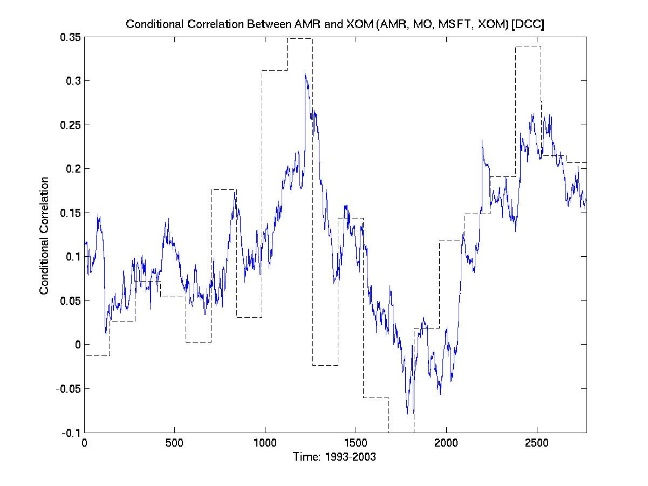 Conditional Correlation Between AMR and XOM (AMR, MO, MSFT, XOM) [DCC]
0.35
0.3
0.25
0.2
0.15
0.1
0.05
0
-0.05
-0.1
Conditional Correlation
0 500 1000 1500 2000 2500
Time: 1993-2003